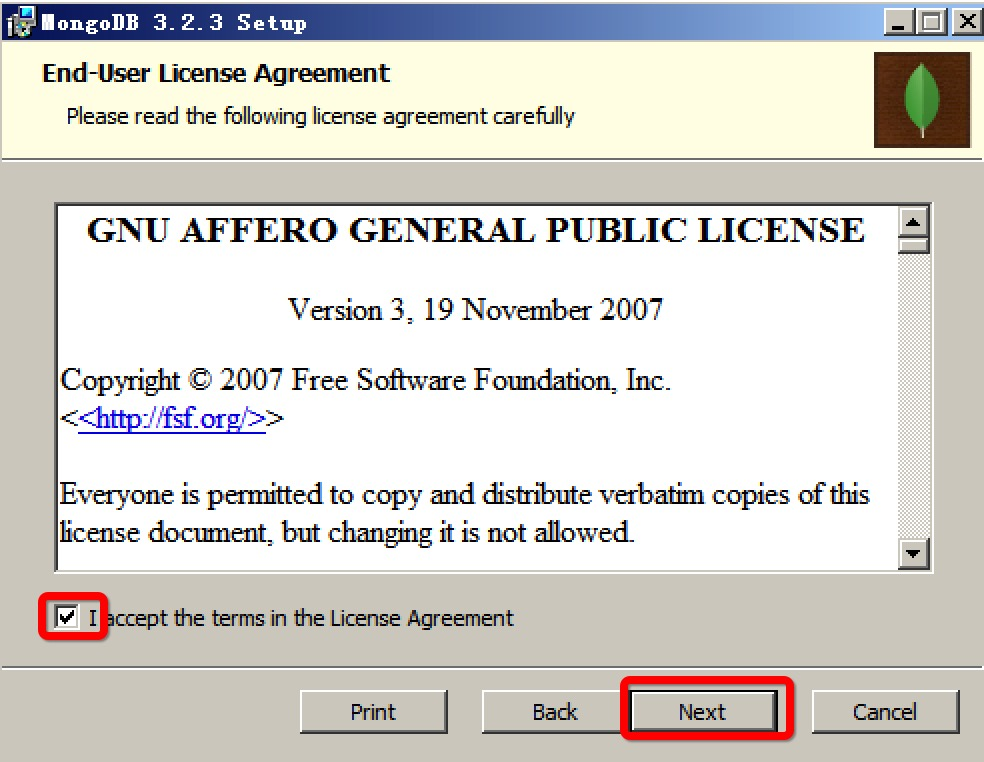 MongoDB 3.2.3 Setup
End-User License Agreement
Please read the following license agreement carefully
GNU AFFERO GENERAL PUBLIC LICENSE
Version 3, 19 November 2007
Copyright © 2007 Free Software Foundation, Inc.
<<http://fsf.org/>>
Everyone is permitted to copy and distribute verbatim copies of this
license document, but changing it is not allowed.
I accept the terms in the License Agreement
Print Back Next Cancel